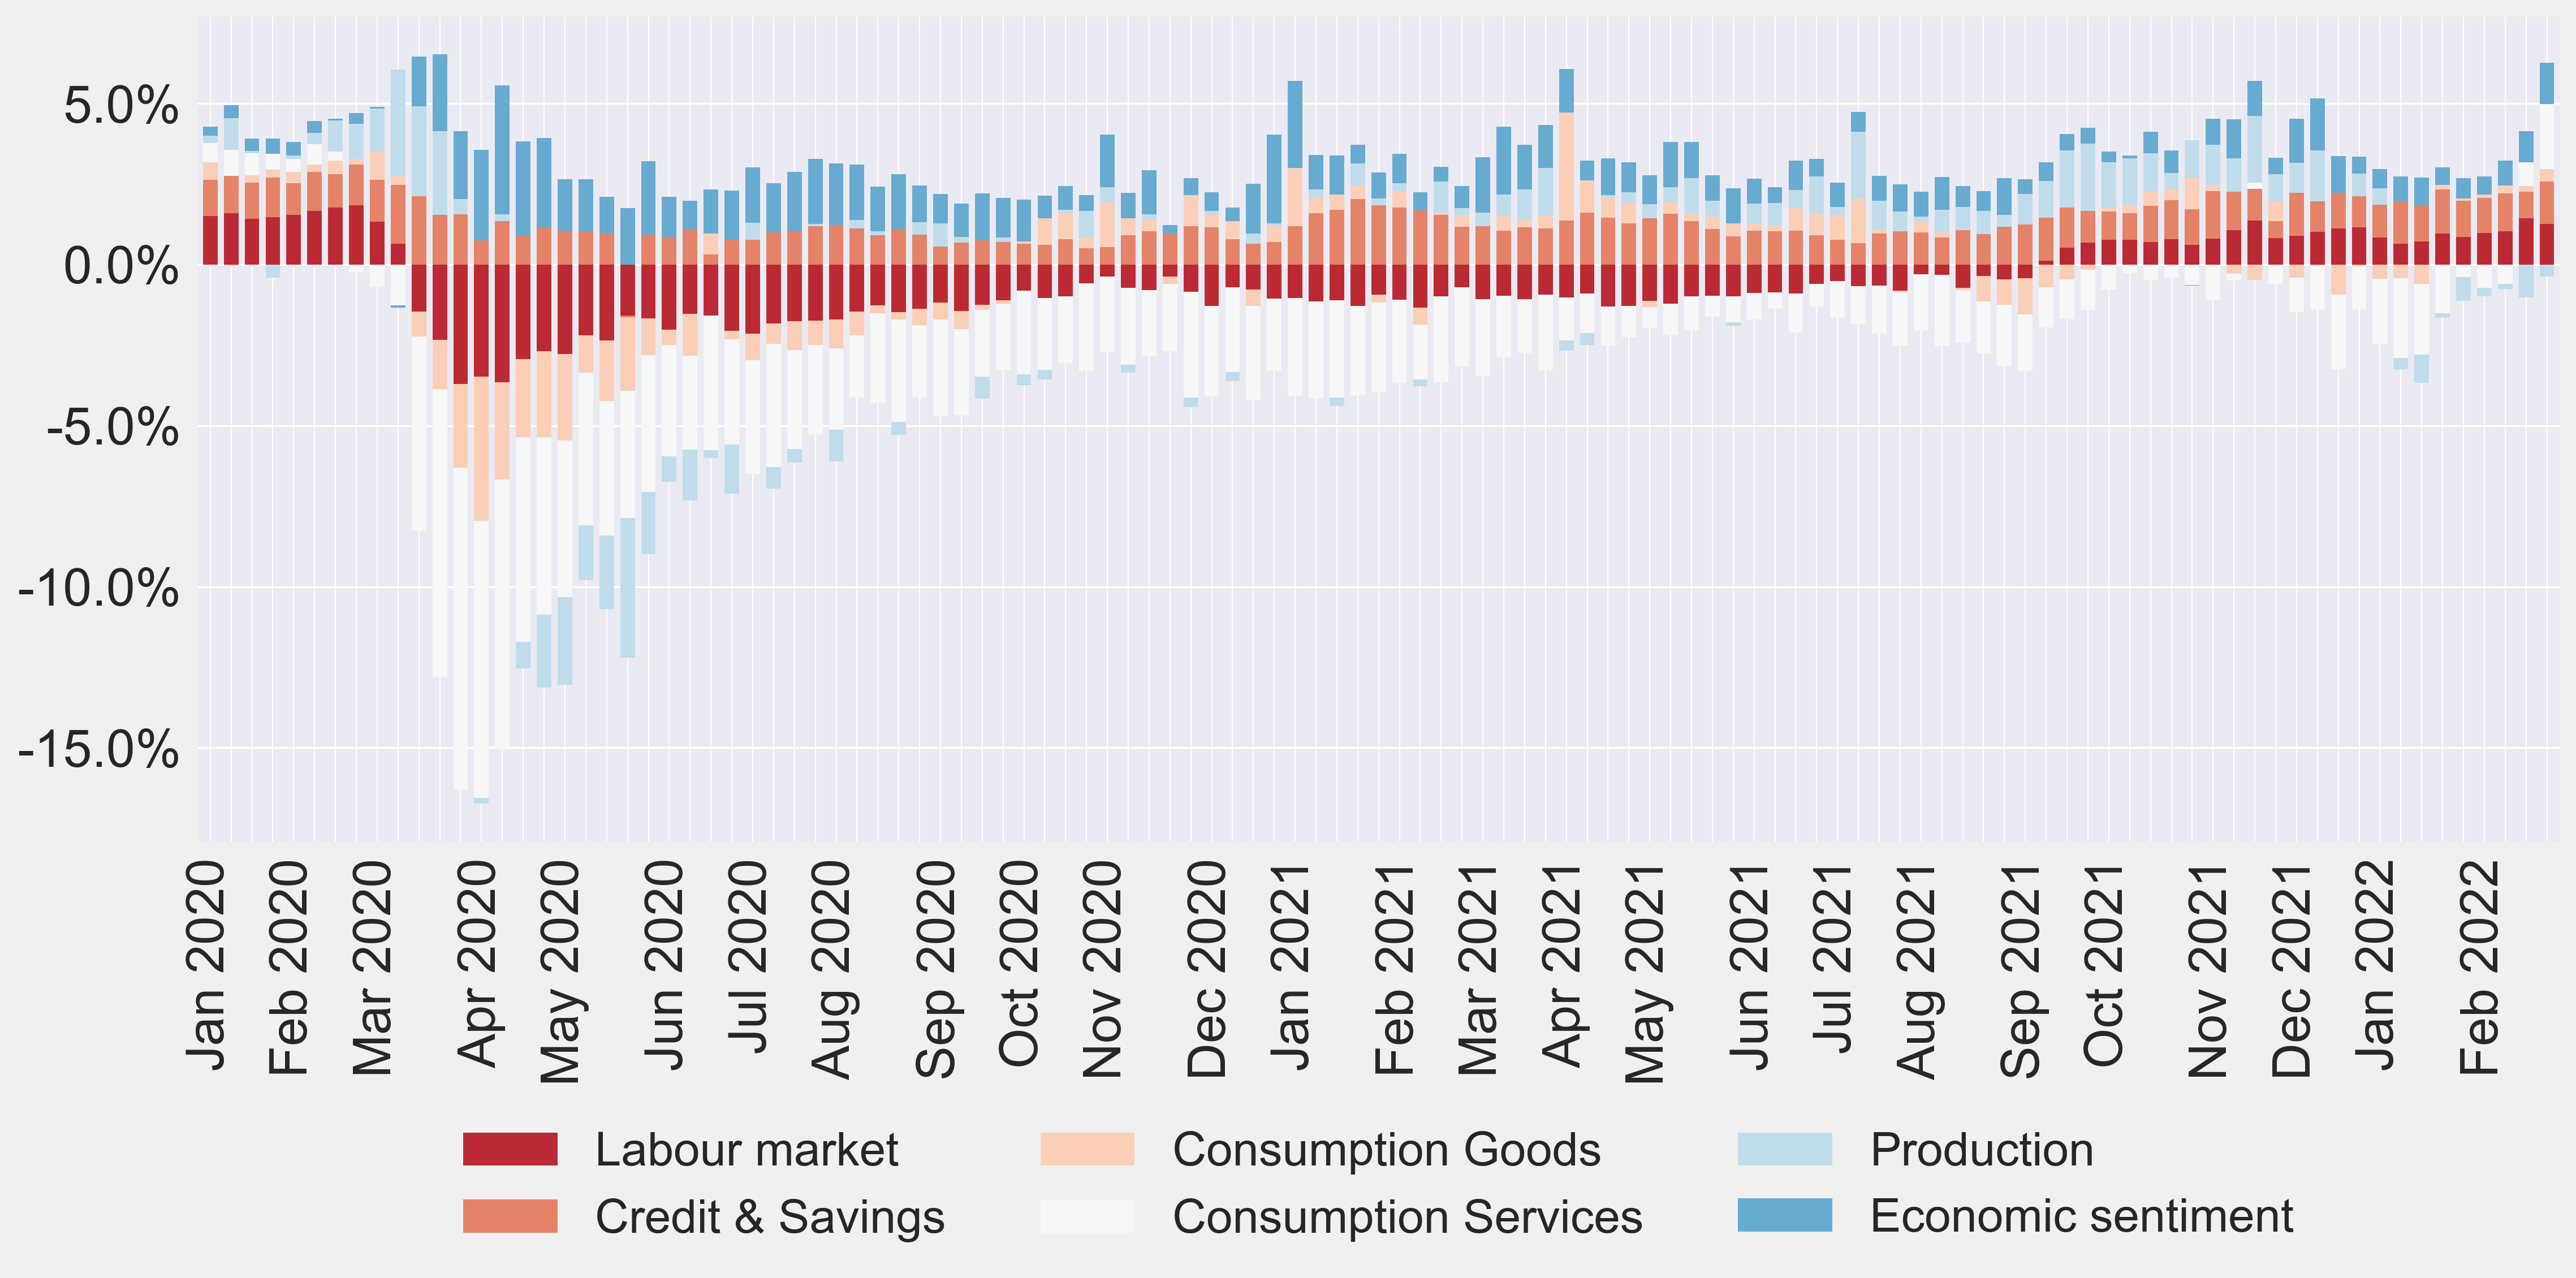 5.0%
0.0%
-5.0%
-10.0%
-15.0%
Jan 2020
Feb 2020
Mar 2020
Apr 2020
May 2020
Jun 2020
Jul 2020
Aug 2020
Sep 2020
Oct 2020
Nov 2020
Dec 2020
Jan 2021
Feb 2021
Mar 2021
Apr 2021
May 2021
Jun 2021
Jul 2021
Aug 2021
Sep 2021
Oct 2021
Nov 2021
Dec 2021
Jan 2022
Feb 2022
Labour market
Consumption Goods
Production
Credit & Savings
Consumption Services
Economic sentiment